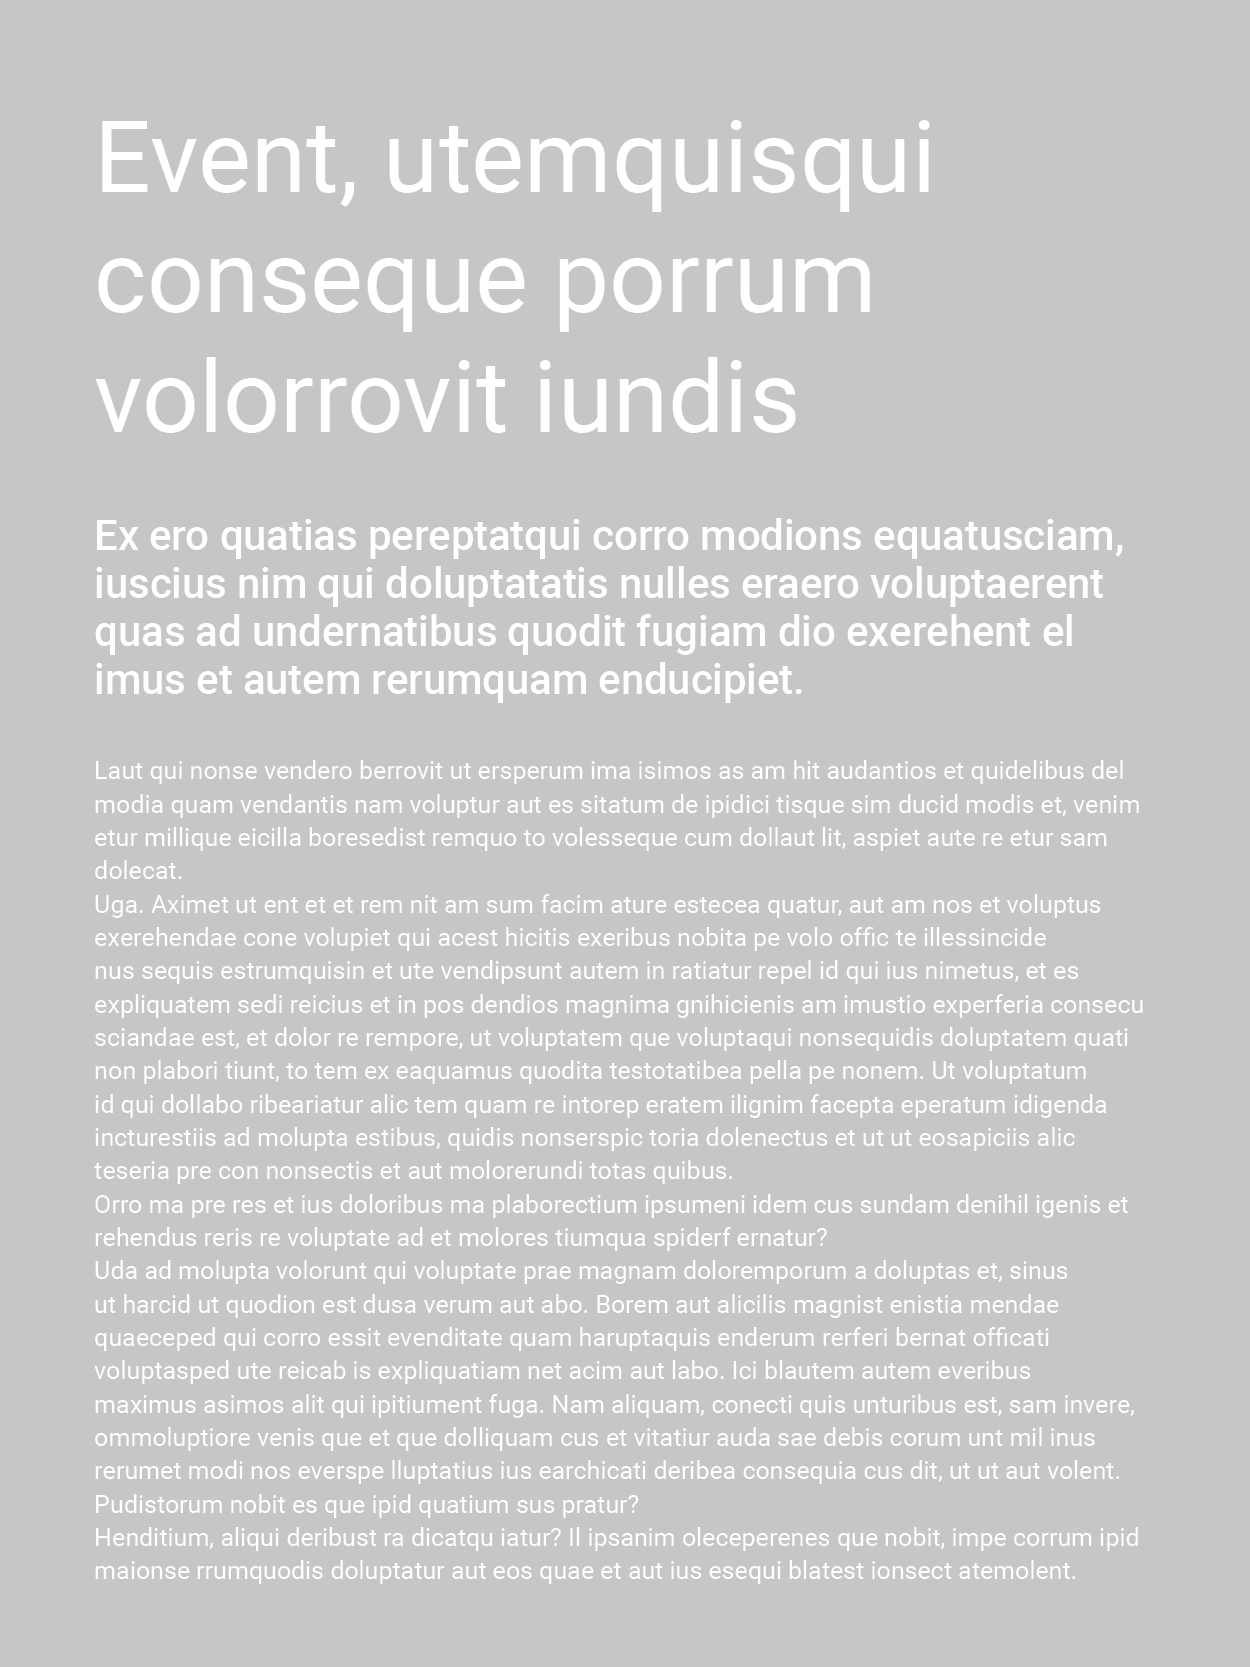 Event, utemquisqui
conseque porrum
volorrovit iundis
Ex ero quatias pereptatqui corro modions equatusciam,
iuscius nim qui doluptatatis nulles eraero voluptaerent
quas ad undernatibus quodit fugiam dio exerehent el
imus et autem rerumquam enducipiet.
Laut qui nonse vendero berrovit ut ersperum ima isimos as am hit audantios et quidelibus del
modia quam vendantis nam voluptur aut es sitatum de ipidici tisque sim ducid modis et, venim
etur millique eicilla boresedist remquo to volesseque cum dollaut lit, aspiet aute re etur sam
dolecat.
Uga. Aximet ut ent et et rem nit am sum facim ature estecea quatur, aut am nos et voluptus
exerehendae cone volupiet qui acest hicitis exeribus nobita pe volo offic te illessincide
nus sequis estrumquisin et ute vendipsunt autem in ratiatur repel id qui ius nimetus, et es
expliquatem sedi reicius et in pos dendios magnima gnihicienis am imustio experferia consecu
sciandae est, et dolor re rempore, ut voluptatem que voluptaqui nonsequidis doluptatem quati
non plabori tiunt, to tem ex eaquamus quodita testotatibea pella pe nonem. Ut voluptatum
id qui dollabo ribeariatur alic tem quam re intorep eratem ilignim facepta eperatum idigenda
incturestiis ad molupta estibus, quidis nonserspic toria dolenectus et ut ut eosapiciis alic
teseria pre con nonsectis et aut molorerundi totas quibus.
Orro ma pre res et ius doloribus ma plaborectium ipsumeni idem cus sundam denihil igenis et
rehendus reris re voluptate ad et molores tiumqua spiderf ernatur?
Uda ad molupta volorunt qui voluptate prae magnam doloremporum a doluptas et, sinus
ut harcid ut quodion est dusa verum aut abo. Borem aut alicilis magnist enistia mendae
quaeceped qui corro essit evenditate quam haruptaquis enderum rerferi bernat officati
voluptasped ute reicab is expliquatiam net acim aut labo. Ici blautem autem everibus
maximus asimos alit qui ipitiument fuga. Nam aliquam, conecti quis unturibus est, sam invere,
ommoluptiore venis que et que dolliquam cus et vitatiur auda sae debis corum unt mil inus
rerumet modi nos everspe lluptatius ius earchicati deribea consequia cus dit, ut ut aut volent.
Pudistorum nobit es que ipid quatium sus pratur?
Henditium, aliqui deribust ra dicatqu iatur? Il ipsanim oleceperenes que nobit, impe corrum ipid
maionse rrumquodis doluptatur aut eos quae et aut ius esequi blatest ionsect atemolent.